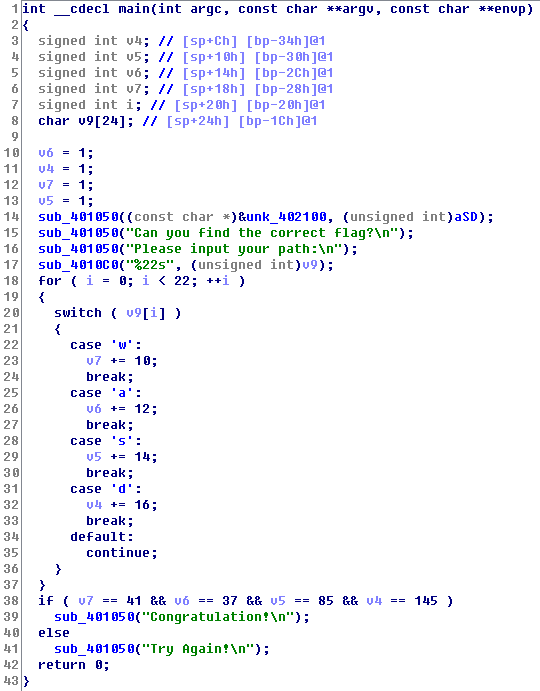 1 int __cdecl main(int argc, const char **argv, const char **envp)
2 {
3 signed int v4; // [sp+Ch] [bp-34h]@1
4 signed int v5; // [sp+10h] [bp-30h]@1
5 signed int v6; // [sp+14h] [bp-2Ch]@1
6 signed int v7; // [sp+18h] [bp-28h]@1
7 signed int i; // [sp+20h] [bp-20h]@1
8 char v9[24]; // [sp+24h] [bp-1Ch]@1
9
10 v6 = 1;
11 v4 = 1;
12 v7 = 1;
13 v5 = 1;
14 sub_401050((const char *)&unk_402100, (unsigned int)aSD);
15 sub_401050("Can you find the correct flag?\n");
16 sub_401050("Please input your path:\n");
17 sub_4010C0("%22s", (unsigned int)v9);
18 for ( i = 0; i < 22; ++i )
19 {
20 switch ( v9[i] )
21 {
22 case 'w':
23 v7 += 10;
24 break;
25 case 'a':
26 v6 += 12;
27 break;
28 case 's':
29 v5 += 14;
30 break;
31 case 'd':
32 v4 += 16;
33 break;
34 default:
35 continue;
36 }
37 }
38 if ( v7 == 41 && v6 == 37 && v5 == 85 && v4 == 145 )
39 sub_401050("Congratulation!\n");
40 else
41 sub_401050("Try Again!\n");
42 return 0;
43 }